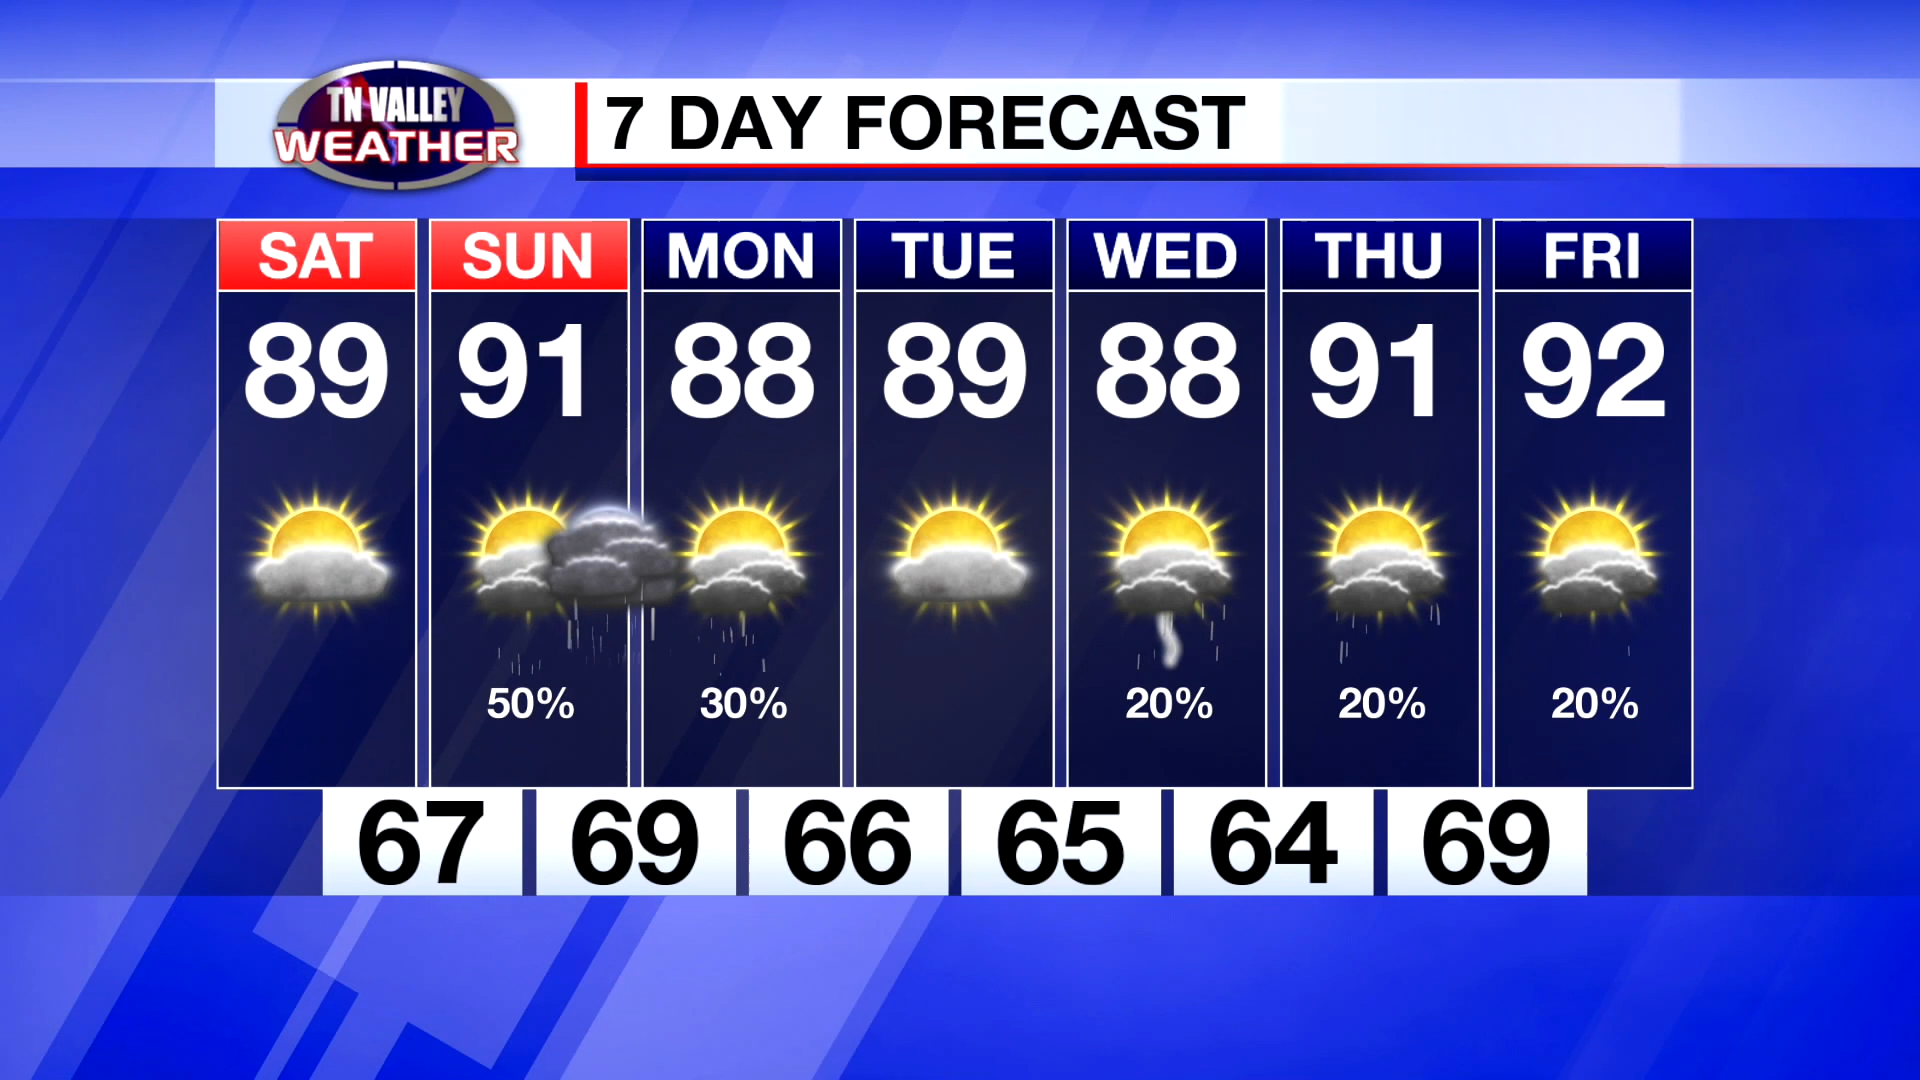 TN VALLEY
WEATHER
7 DAY FORECAST
SAT SUN MON TUE WED THU FRI
89 91 88 89 88 91 92
50% 30% 20% 20% 20%
67 69 66 65 64 69